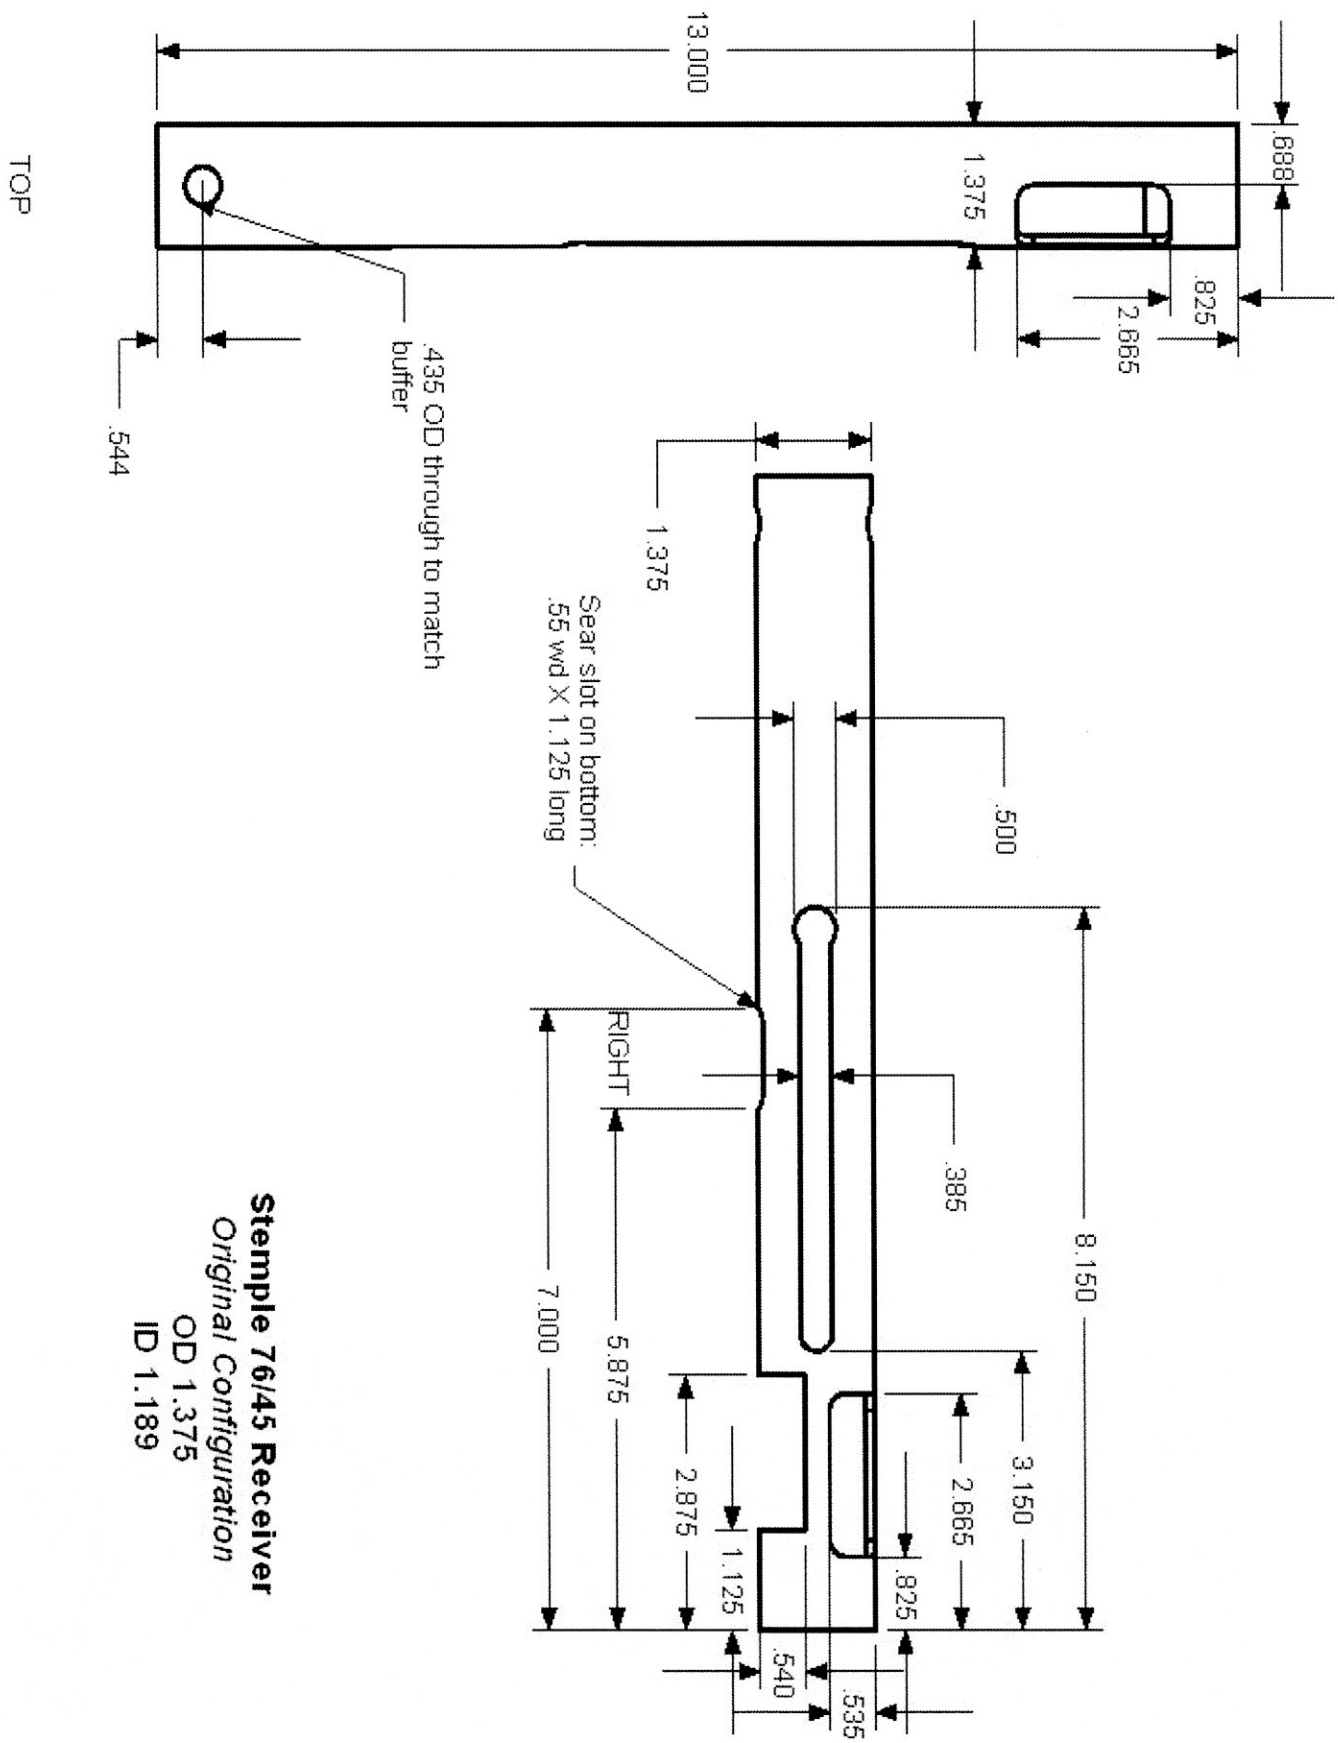 8.150
3.150
.500
.385
2.665
.825
.535
.540
1.375
RIGHT
1.125
2.875
5.875
7.000
Sear slot on bottom:
.55 wd X 1.125 long
13.000
.688
1.375
.825
2.665
.435 OD through to match
buffer
.544
TOP
Stemple 76/45 Receiver
Original Configuration
OD 1.375
ID 1.189